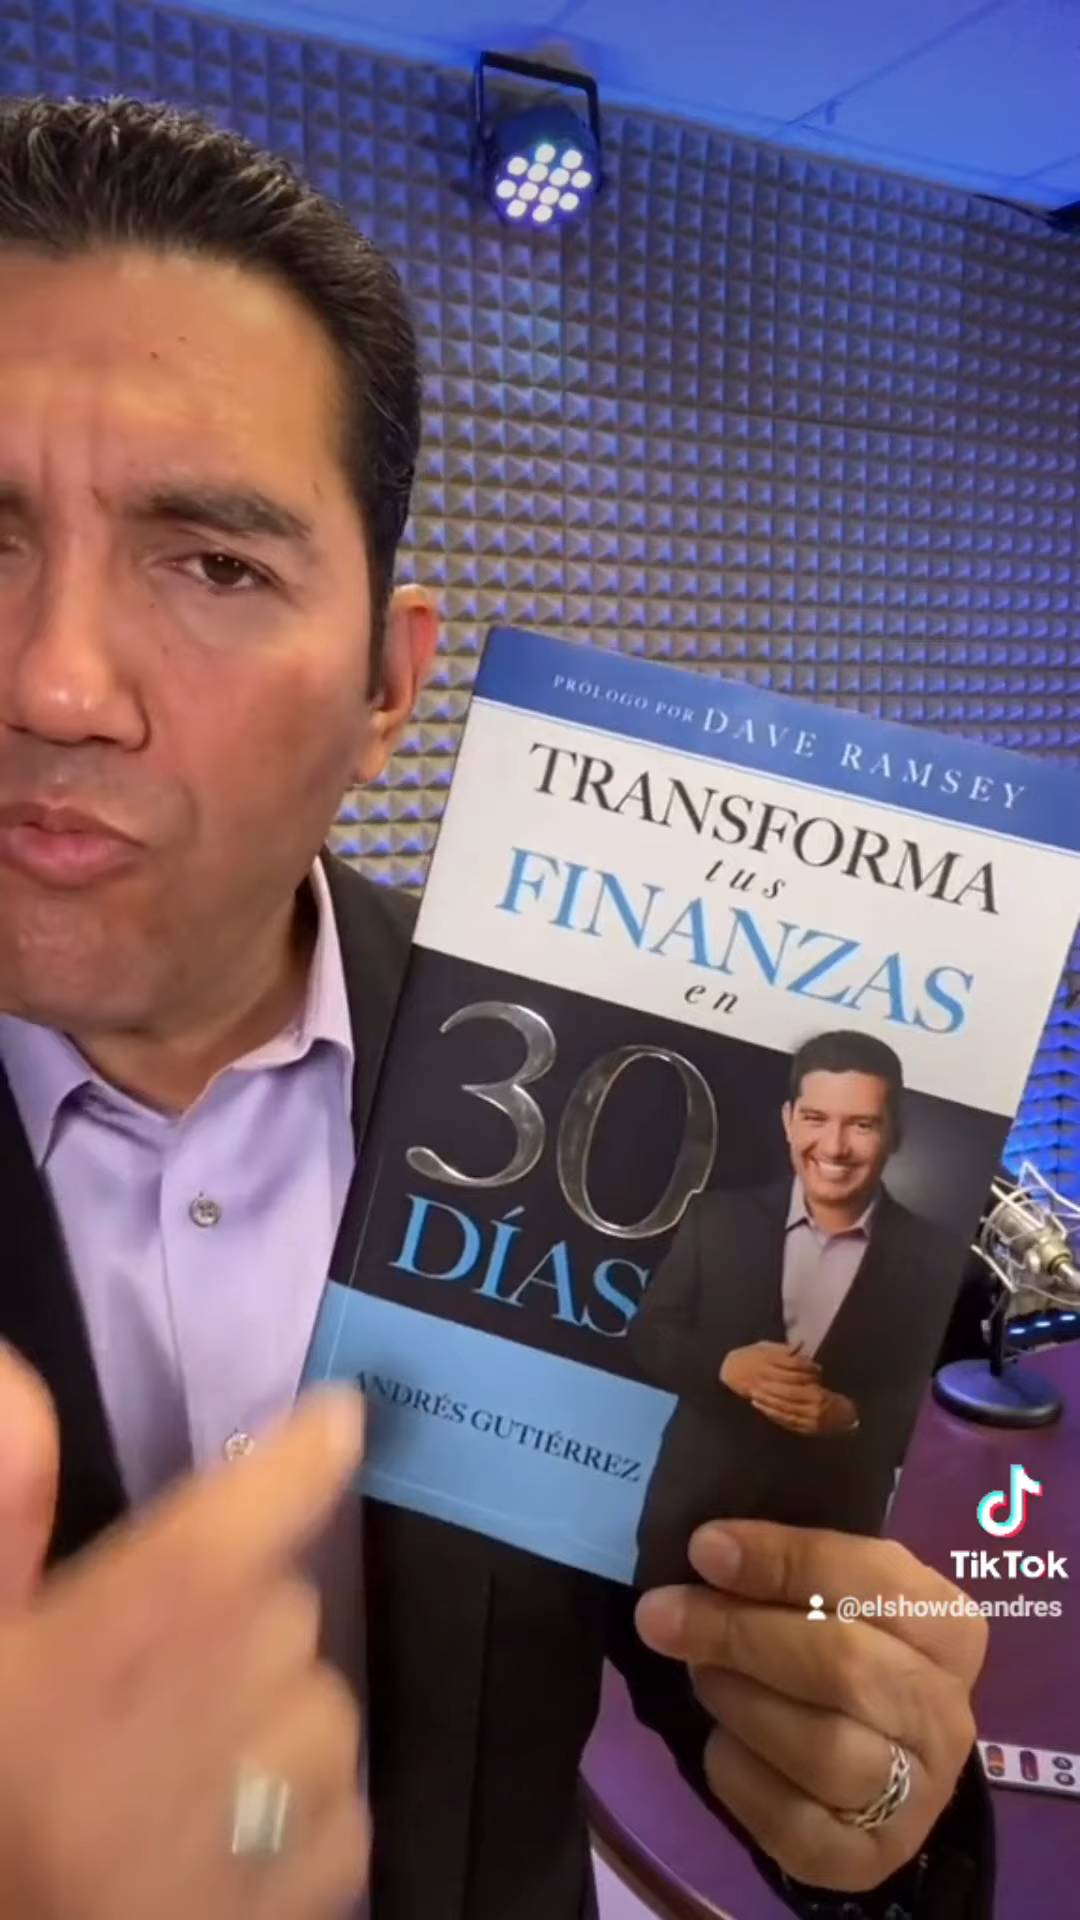 PRÓLOGO POR DAVE RAMSEY
TRANSFORMA
tus
FINANZAS
en
30
DÍAS
ANDRÉS GUTIÉRREZ
TikTok
@elshowdeandres